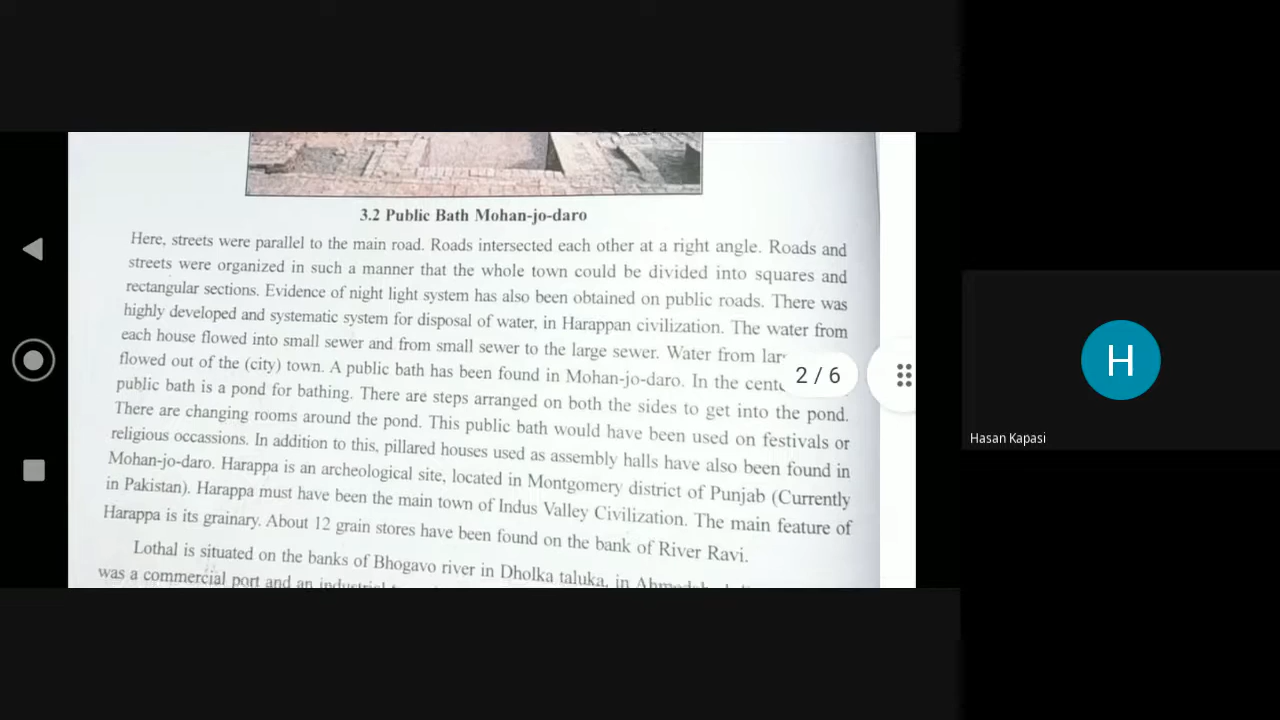 3.2 Public Bath Mohan-jo-daro
Here, streets were parallel to the main road. Roads intersected each other at a right angle. Roads and
streets were organized in such a manner that the whole town could be divided into squares and
rectangular sections. Evidence of night light system has also been obtained on public roads. There was
highly developed and systematic system for disposal of water, in Harappan civilization. The water from
each house flowed into small sewer and from small sewer to the large sewer. Water from
flowed out of the (city) town. A public bath has been found in Mohan-jo-daro. In the
public bath is a pond for bathing. There are steps arranged on both the sides to get into the pond.
There are changing rooms around the pond. This public bath would have been used on festivals or
religious occassions. In addition to this, pillared houses used as assembly halls have also been found in
Mohan-jo-daro. Harappa is an archeological site, located in Montgomery district of Punjab (Currently
in Pakistan). Harappa must have been the main town of Indus Valley Civilization. The main feature of
Harappa is its grainary. About 12 grain stores have been found on the bank of River Ravi.
Lothal is situated on the banks of Bhogavo river in Dholka taluka, in
was a commercial port and an
2 / 6
H
Hasan Kapasi